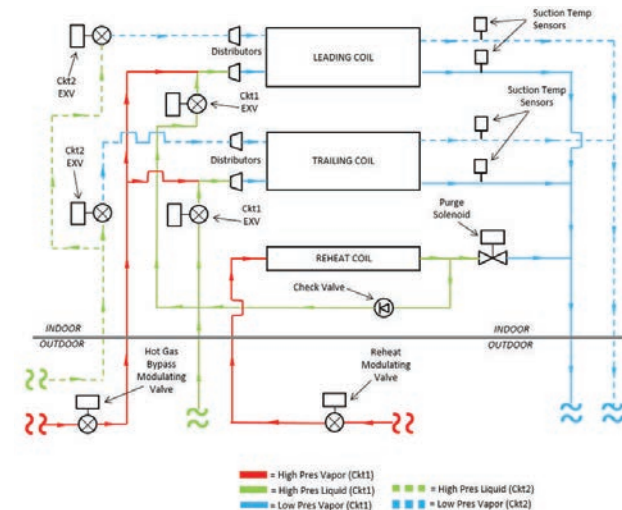 Suction Temp
Sensors
Distributors
LEADING COIL
Ckt2
EXV
Ckt1
EXV
Suction Temp
Sensors
Ckt2
EXV
Distributors
TRAILING COIL
Ckt1
EXV
Purge
Solenoid
REHEAT COIL
Check Valve
INDOOR
OUTDOOR
INDOOR
OUTDOOR
Hot Gas
Bypass
Modulating
Valve
Reheat
Modulating
Valve
= High Pres Vapor (Ckt1)
= High Pres Liquid (Ckt1)
= Low Pres Vapor (Ckt1)
= High Pres Liquid (Ckt2)
= Low Pres Vapor (Ckt2)